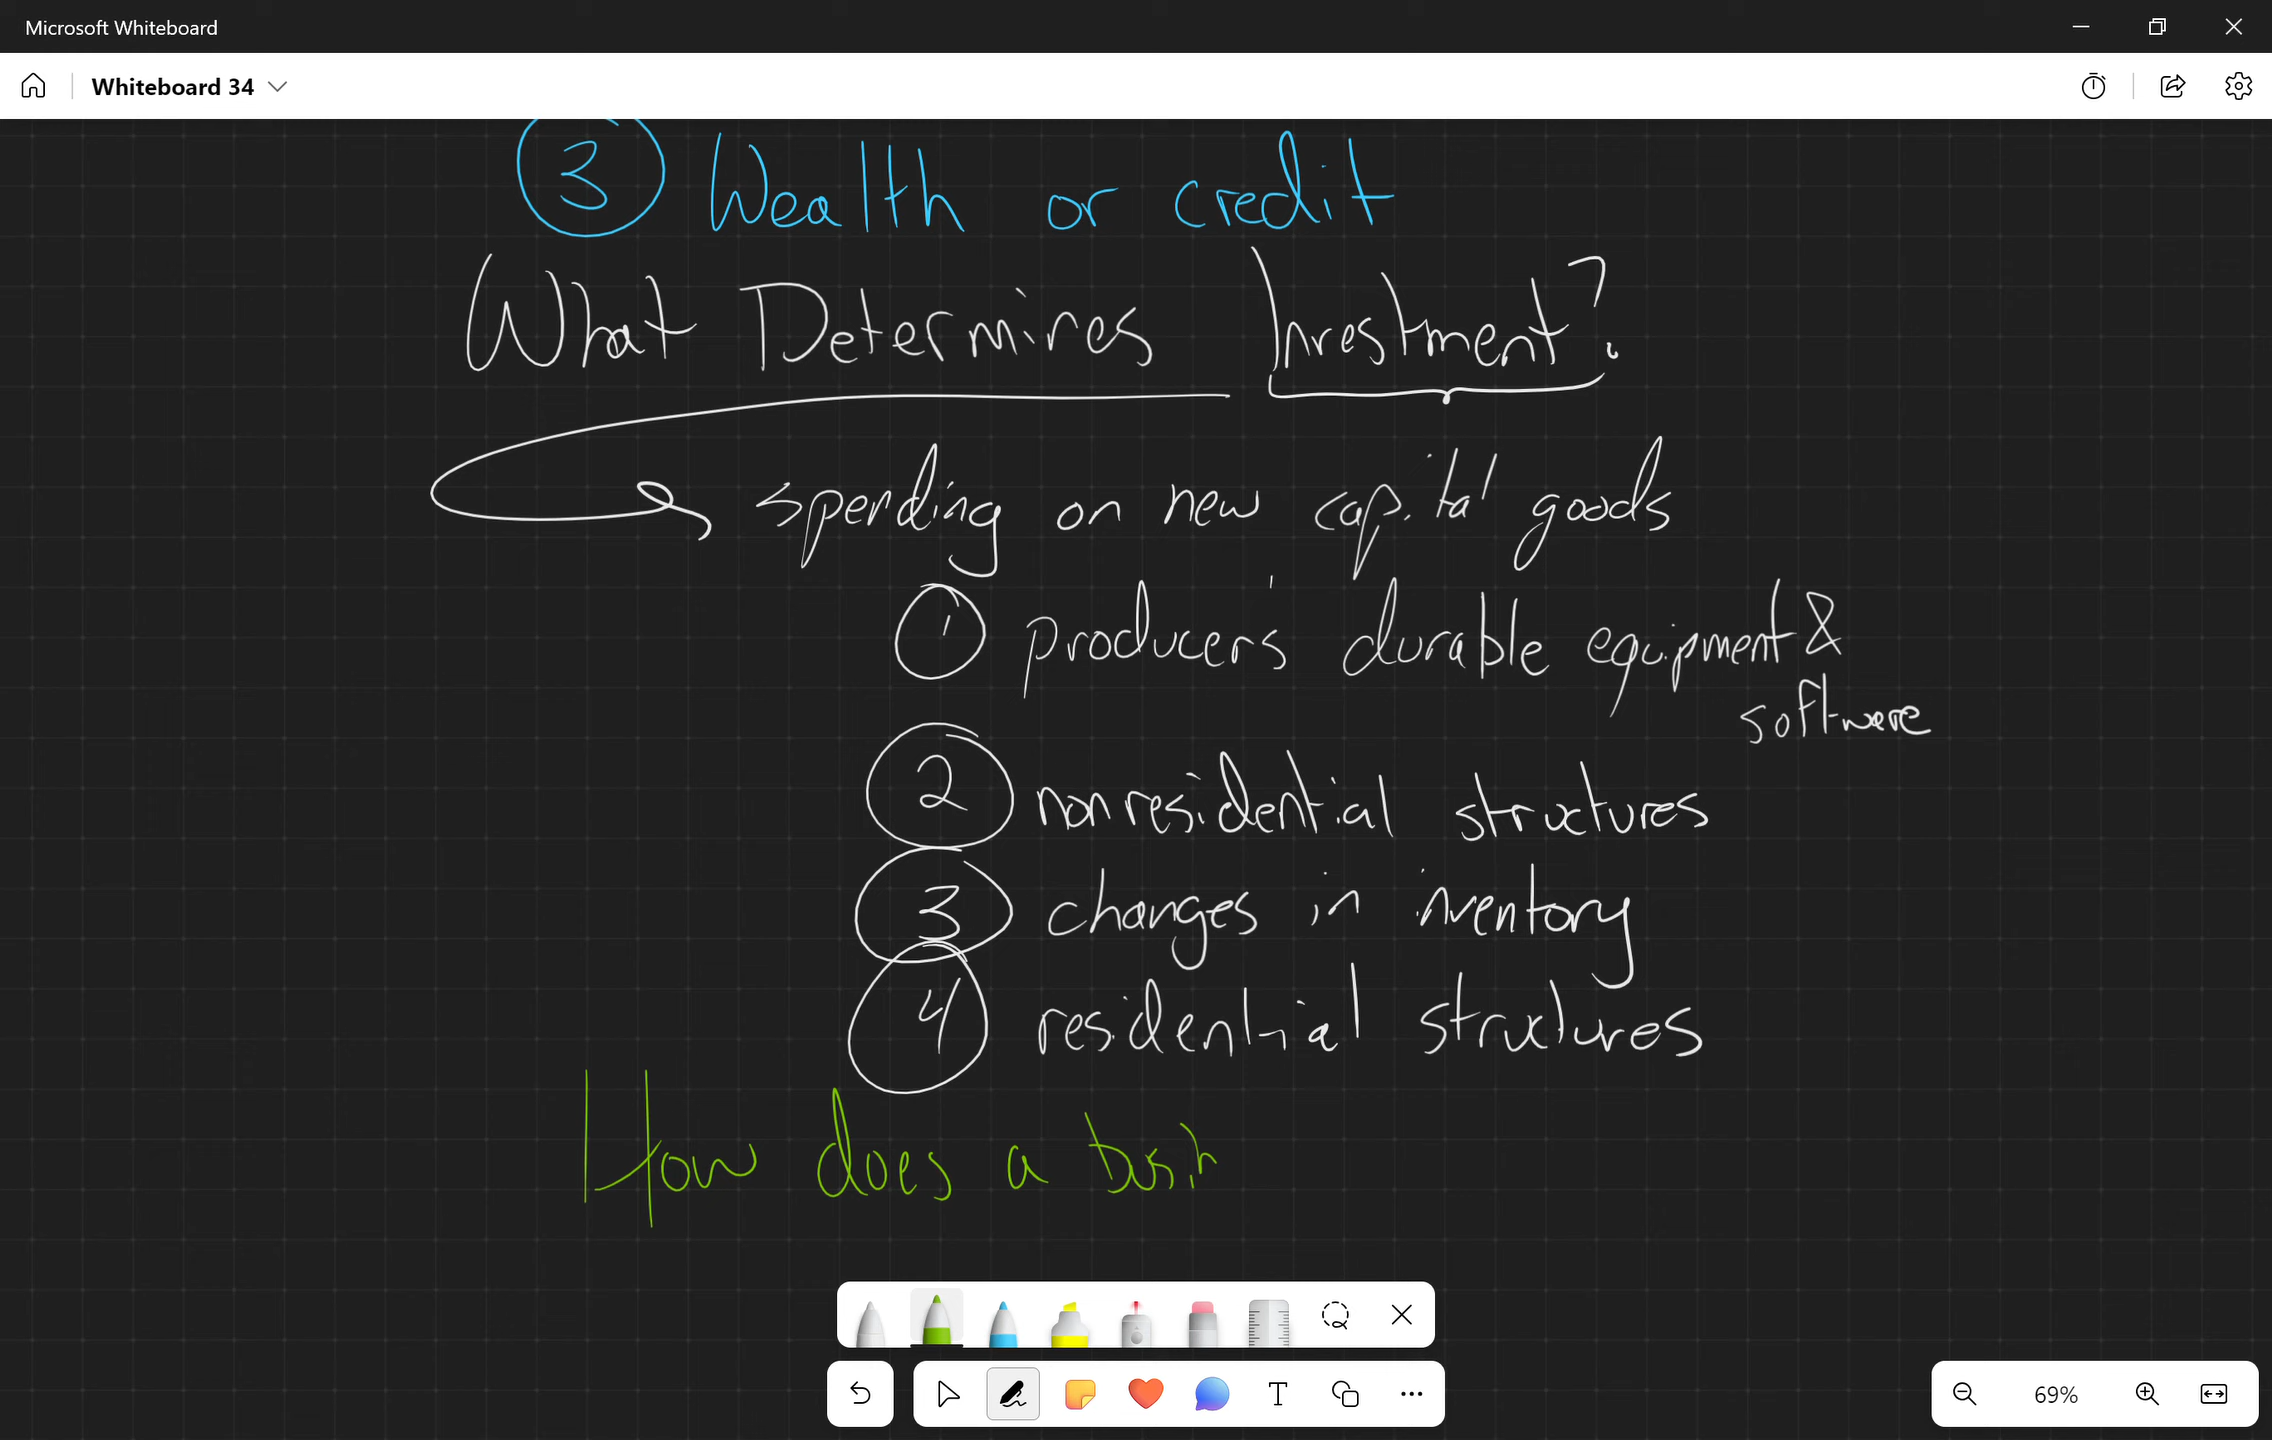 Microsoft Whiteboard
Whiteboard 34
3 Wealth or credit
What Determines Investment?
spending on new capital goods
1 producer's durable equipment &
software
2 nonresidential structures
3 changes in inventory
4 residential structures
How does a busin
T
69%